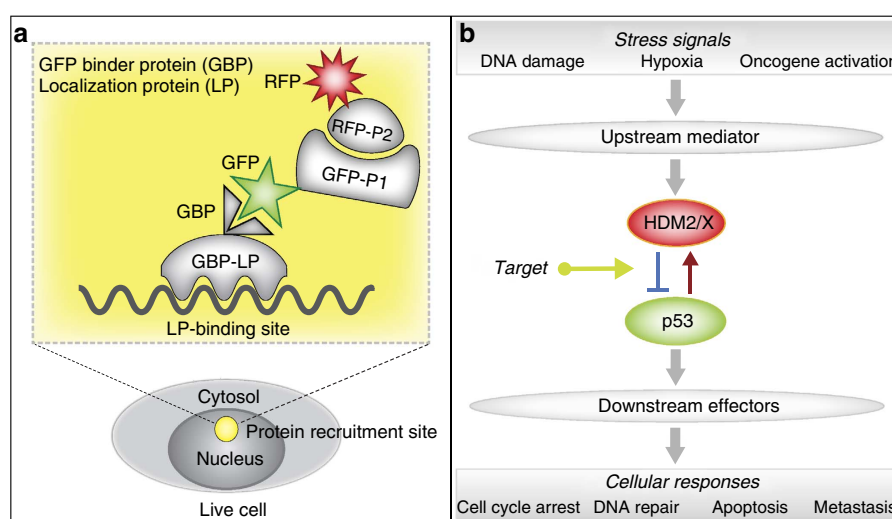 a
GFP binder protein (GBP)
Localization protein (LP)
RFP
RFP-P2
GFP
GFP-P1
GBP
GBP-LP
LP-binding site
Cytosol
Protein recruitment site
Nucleus
Live cell
b
Stress signals
DNA damage Hypoxia Oncogene activation
Upstream mediator
HDM2/X
Target
p53
Downstream effectors
Cellular responses
Cell cycle arrest DNA repair Apoptosis Metastasis